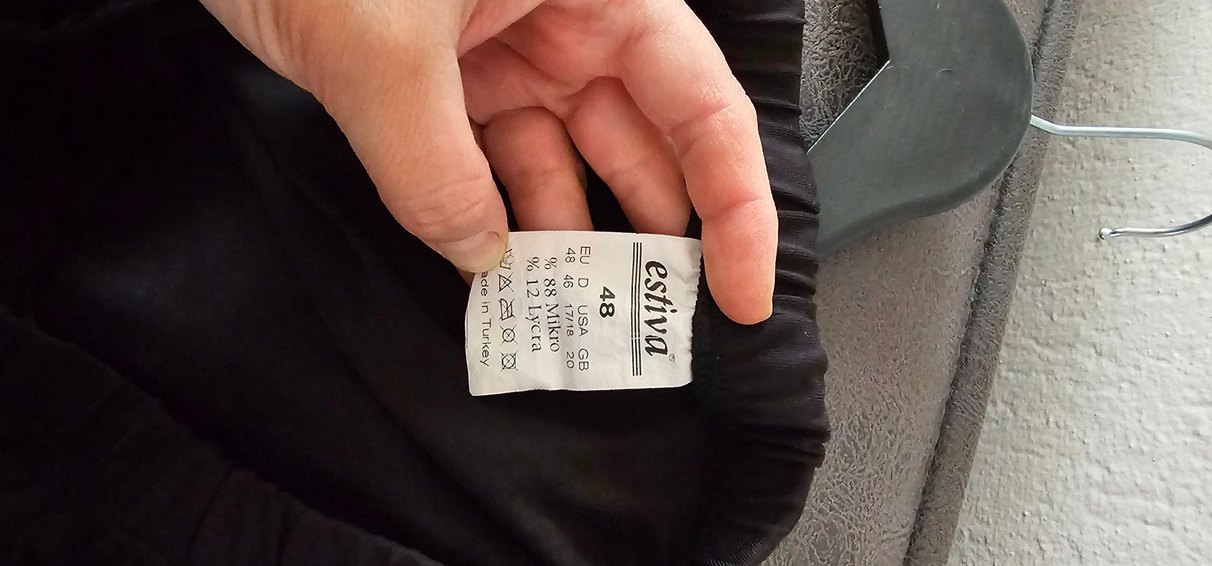 estiva®
48
EU D USA GB
48 46 17/18 20
% 88 Mikro
% 12 Lycra
ade in Turkey